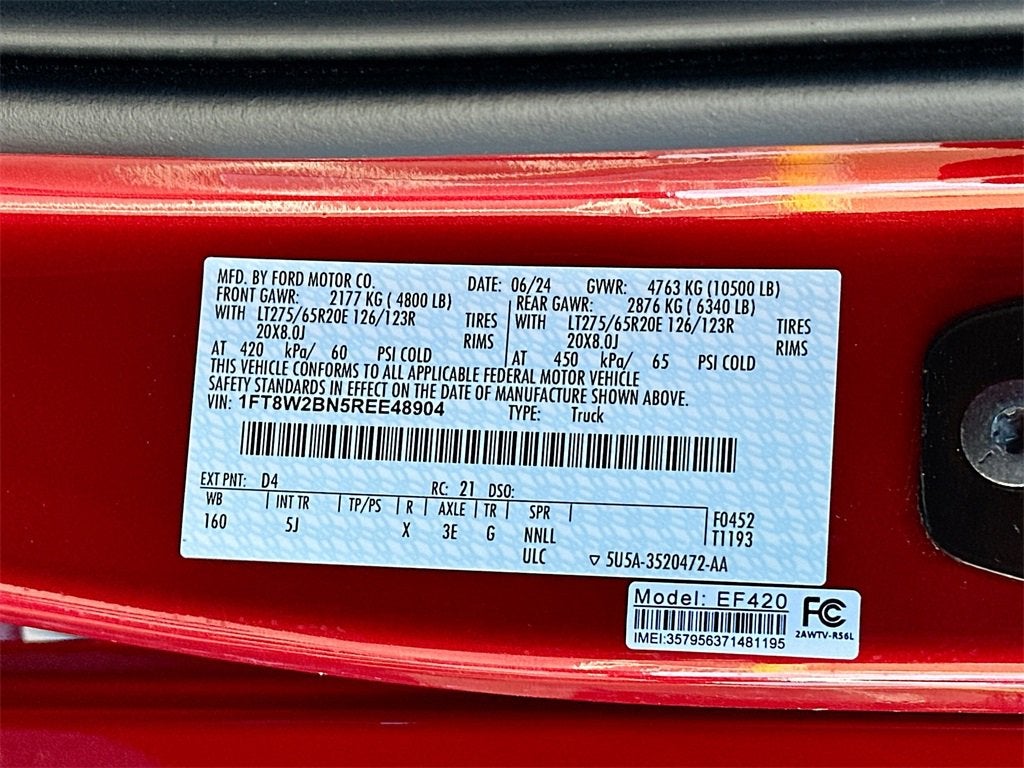 MFD. BY FORD MOTOR CO. DATE: 06/24 GVWR: 4763 KG (10500 LB)
FRONT GAWR: 2177 KG ( 4800 LB) REAR GAWR: 2876 KG ( 6340 LB)
WITH LT275/65R20E 126/123R TIRES WITH LT275/65R20E 126/123R TIRES
20X8.0J RIMS 20X8.0J RIMS
AT 420 kPa/ 60 PSI COLD AT 450 kPa/ 65 PSI COLD
THIS VEHICLE CONFORMS TO ALL APPLICABLE FEDERAL MOTOR VEHICLE
SAFETY STANDARDS IN EFFECT ON THE DATE OF MANUFACTURE SHOWN ABOVE.
VIN: 1FT8W2BN5REE48904 TYPE: Truck
EXT PNT: D4 RC: 21 DSO:
WB INT TR TP/PS R AXLE TR SPR F0452
160 5J X 3E G NNLL T1193
ULC ▽ 5U5A-3520472-AA
Model: EF420 FC
IMEI:357956371481195 2AWTV-R56L